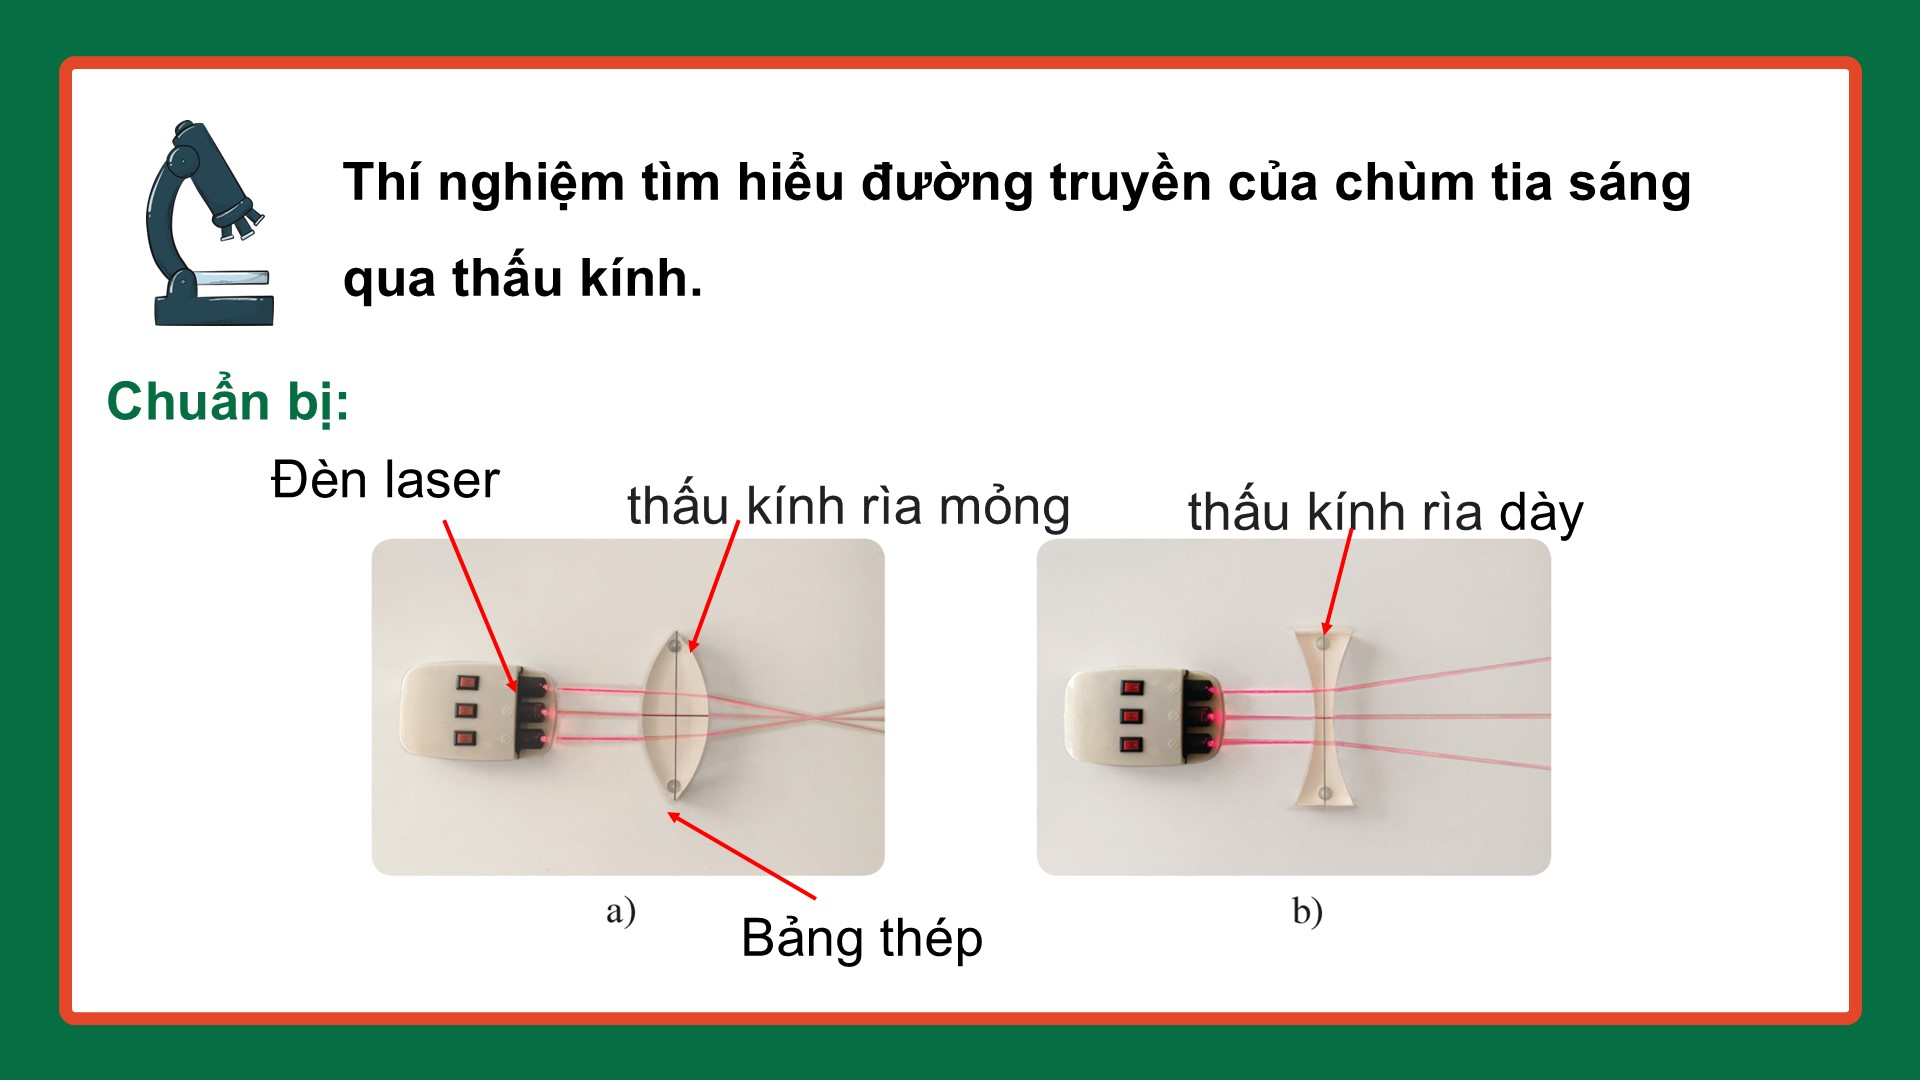 Thí nghiệm tìm hiểu đường truyền của chùm tia sáng
qua thấu kính.
Chuẩn bị:
Đèn laser
thấu kính rìa mỏng
thấu kính rìa dày
a)
b)
Bảng thép